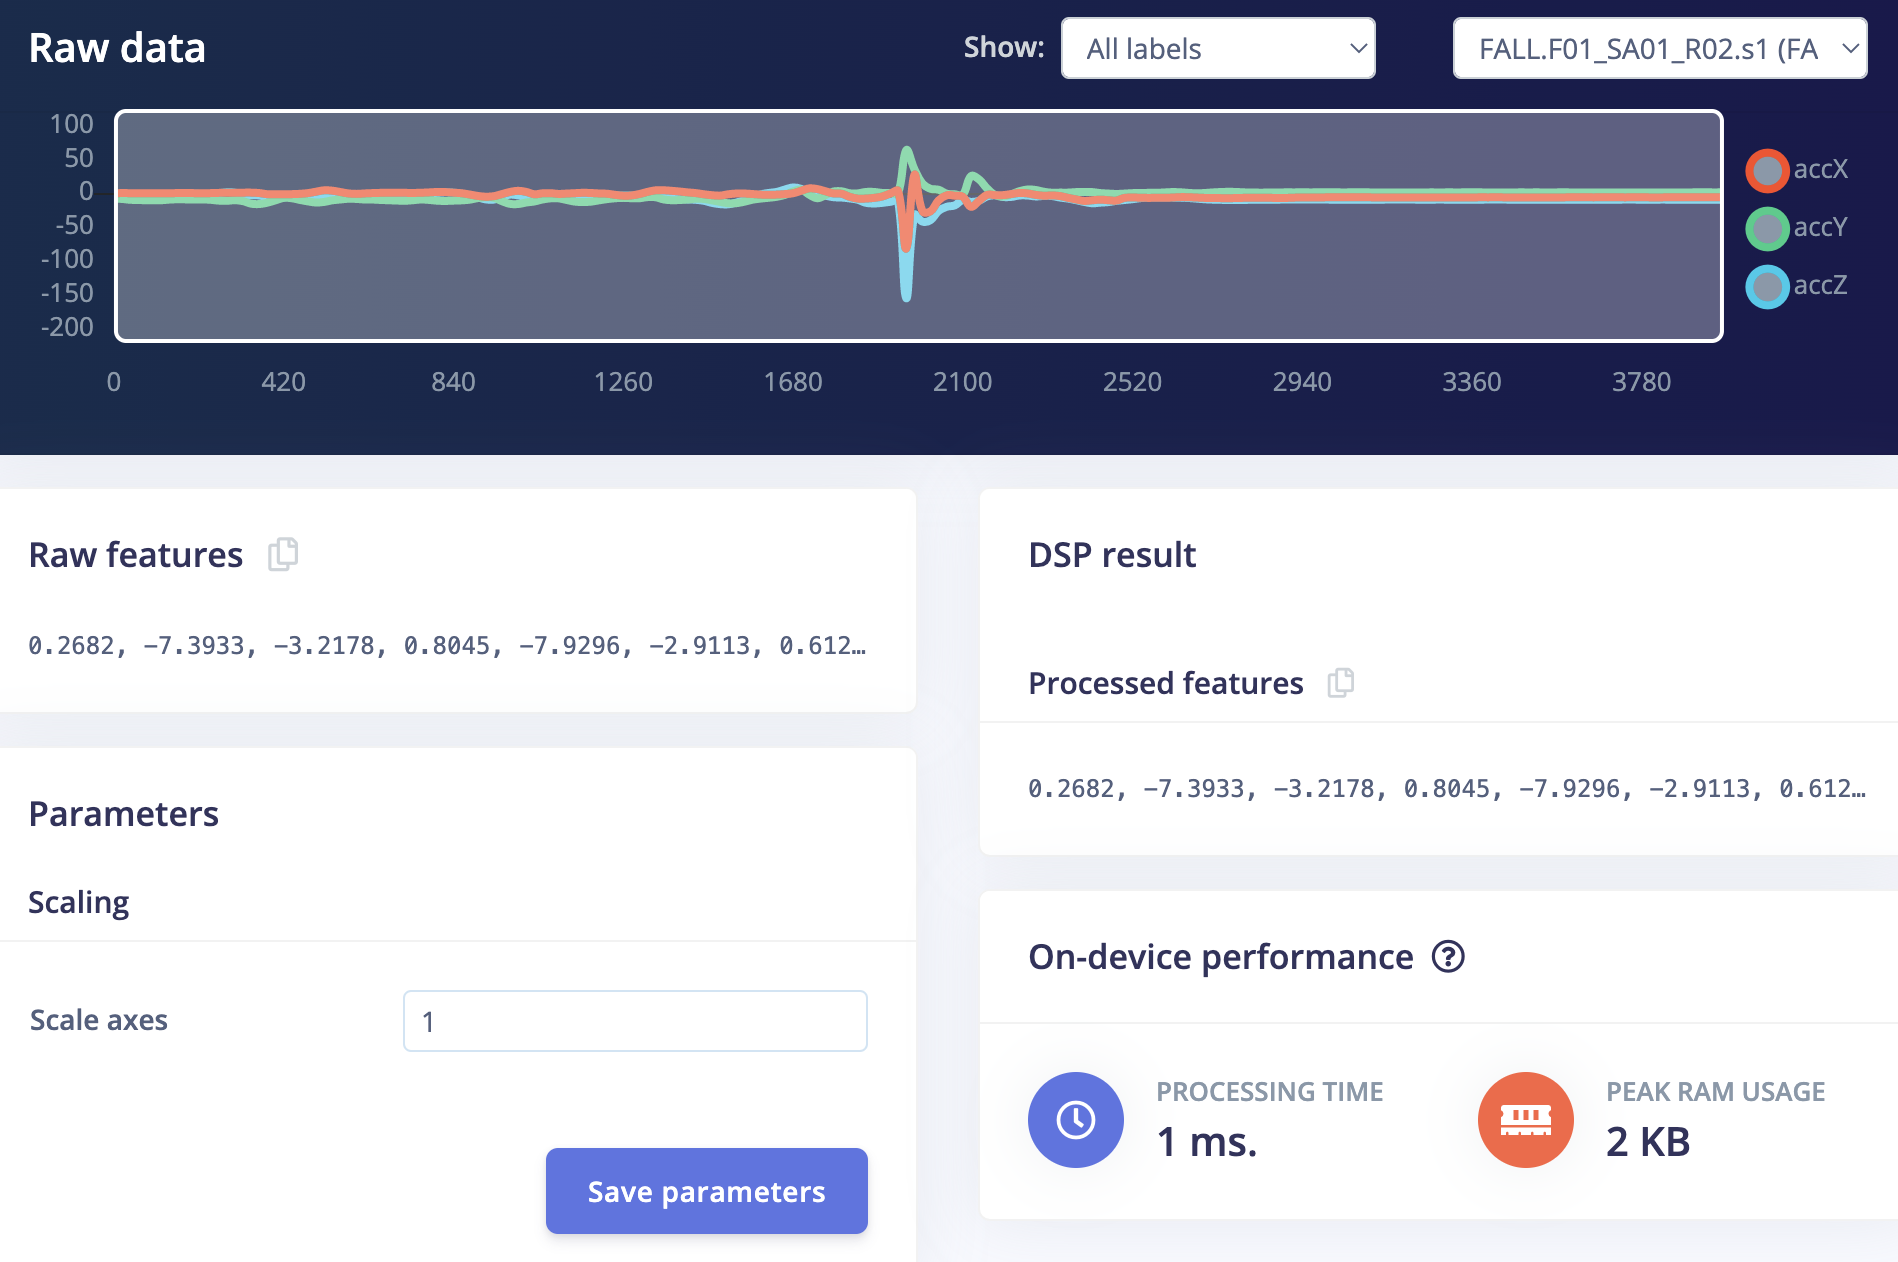 Raw data
Show:
All labels
FALL.F01_SA01_R02.s1 (FA
100
50
0
-50
-100
-150
-200
0 420 840 1260 1680 2100 2520 2940 3360 3780
accX
accY
accZ
Raw features
0.2682, -7.3933, -3.2178, 0.8045, -7.9296, -2.9113, 0.612…
Parameters
Scaling
Scale axes
1
Save parameters
DSP result
Processed features
0.2682, -7.3933, -3.2178, 0.8045, -7.9296, -2.9113, 0.612…
On-device performance ?
PROCESSING TIME
1 ms.
PEAK RAM USAGE
2 KB